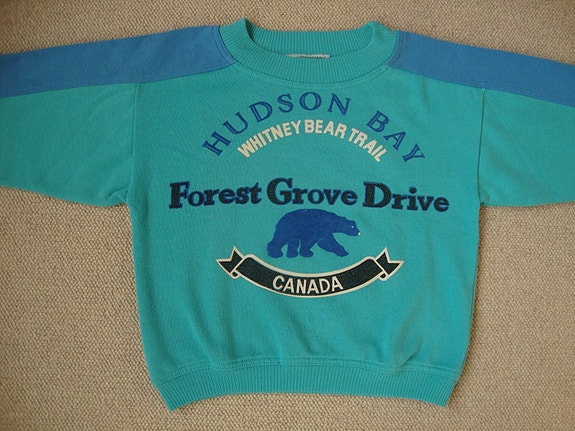 HUDSON BAY
WHITNEY BEAR TRAIL
Forest Grove Drive
CANADA